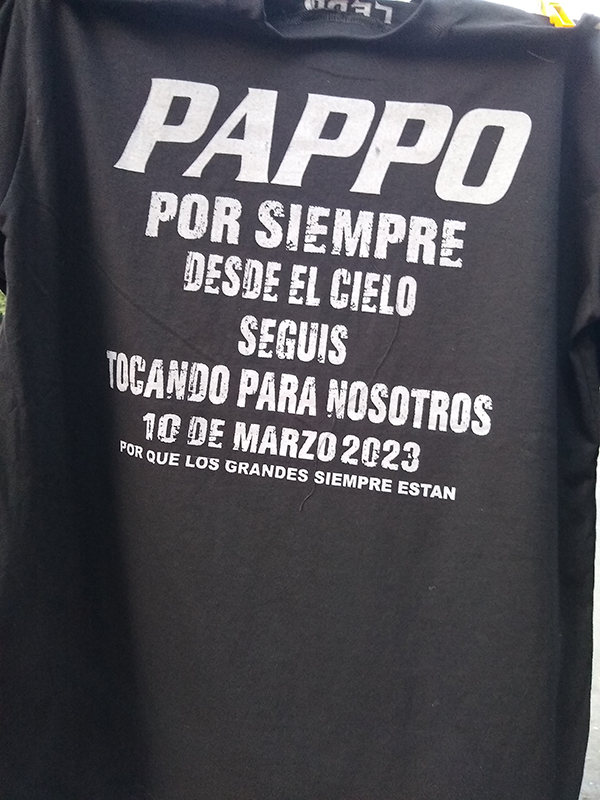 PAPPO
POR SIEMPRE
DESDE EL CIELO
SEGUIS
TOCANDO PARA NOSOTROS
10 DE MARZO 2023
POR QUE LOS GRANDES SIEMPRE ESTAN